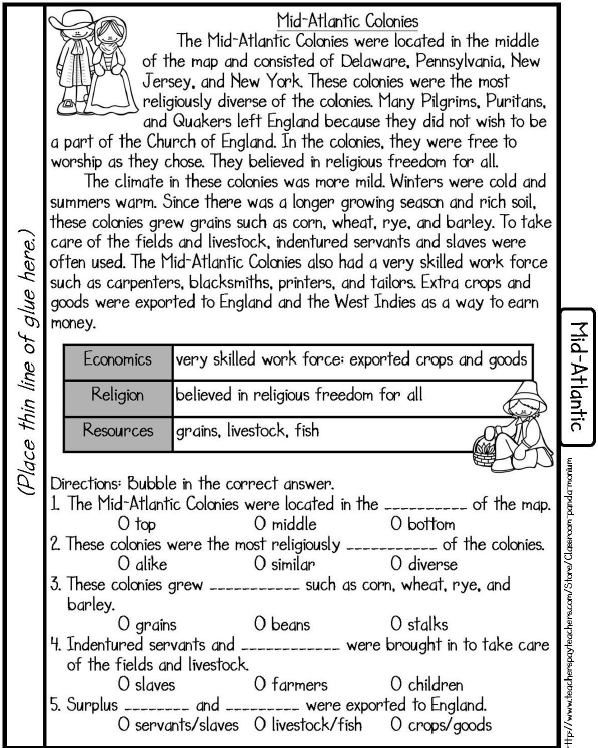 Mid-Atlantic Colonies
The Mid-Atlantic Colonies were located in the middle
of the map and consisted of Delaware, Pennsylvania, New
Jersey, and New York. These colonies were the most
religiously diverse of the colonies. Many Pilgrims, Puritans,
and Quakers left England because they did not wish to be
a part of the Church of England. In the colonies, they were free to
worship as they chose. They believed in religious freedom for all.
The climate in these colonies was more mild. Winters were cold and
summers warm. Since there was a longer growing season and rich soil,
these colonies grew grains such as corn, wheat, rye, and barley. To take
care of the fields and livestock, indentured servants and slaves were
often used. The Mid-Atlantic Colonies also had a very skilled work force
such as carpenters, blacksmiths, printers, and tailors. Extra crops and
goods were exported to England and the West Indies as a way to earn
money.
Economics very skilled work force; exported crops and goods
Religion believed in religious freedom for all
Resources grains, livestock, fish
Directions: Bubble in the correct answer.
1. The Mid-Atlantic Colonies were located in the __________ of the map.
O top O middle O bottom
2. These colonies were the most religiously ___________ of the colonies.
O alike O similar O diverse
3. These colonies grew ___________ such as corn, wheat, rye, and
barley.
O grains O beans O stalks
4. Indentured servants and ____________ were brought in to take care
of the fields and livestock.
O slaves O farmers O children
5. Surplus ________ and _________ were exported to England.
O servants/slaves O livestock/fish O crops/goods
(Place thin line of glue here.)
Mid-Atlantic
http://www.teacherspayteachers.com/Store/Classroom-panda-monium